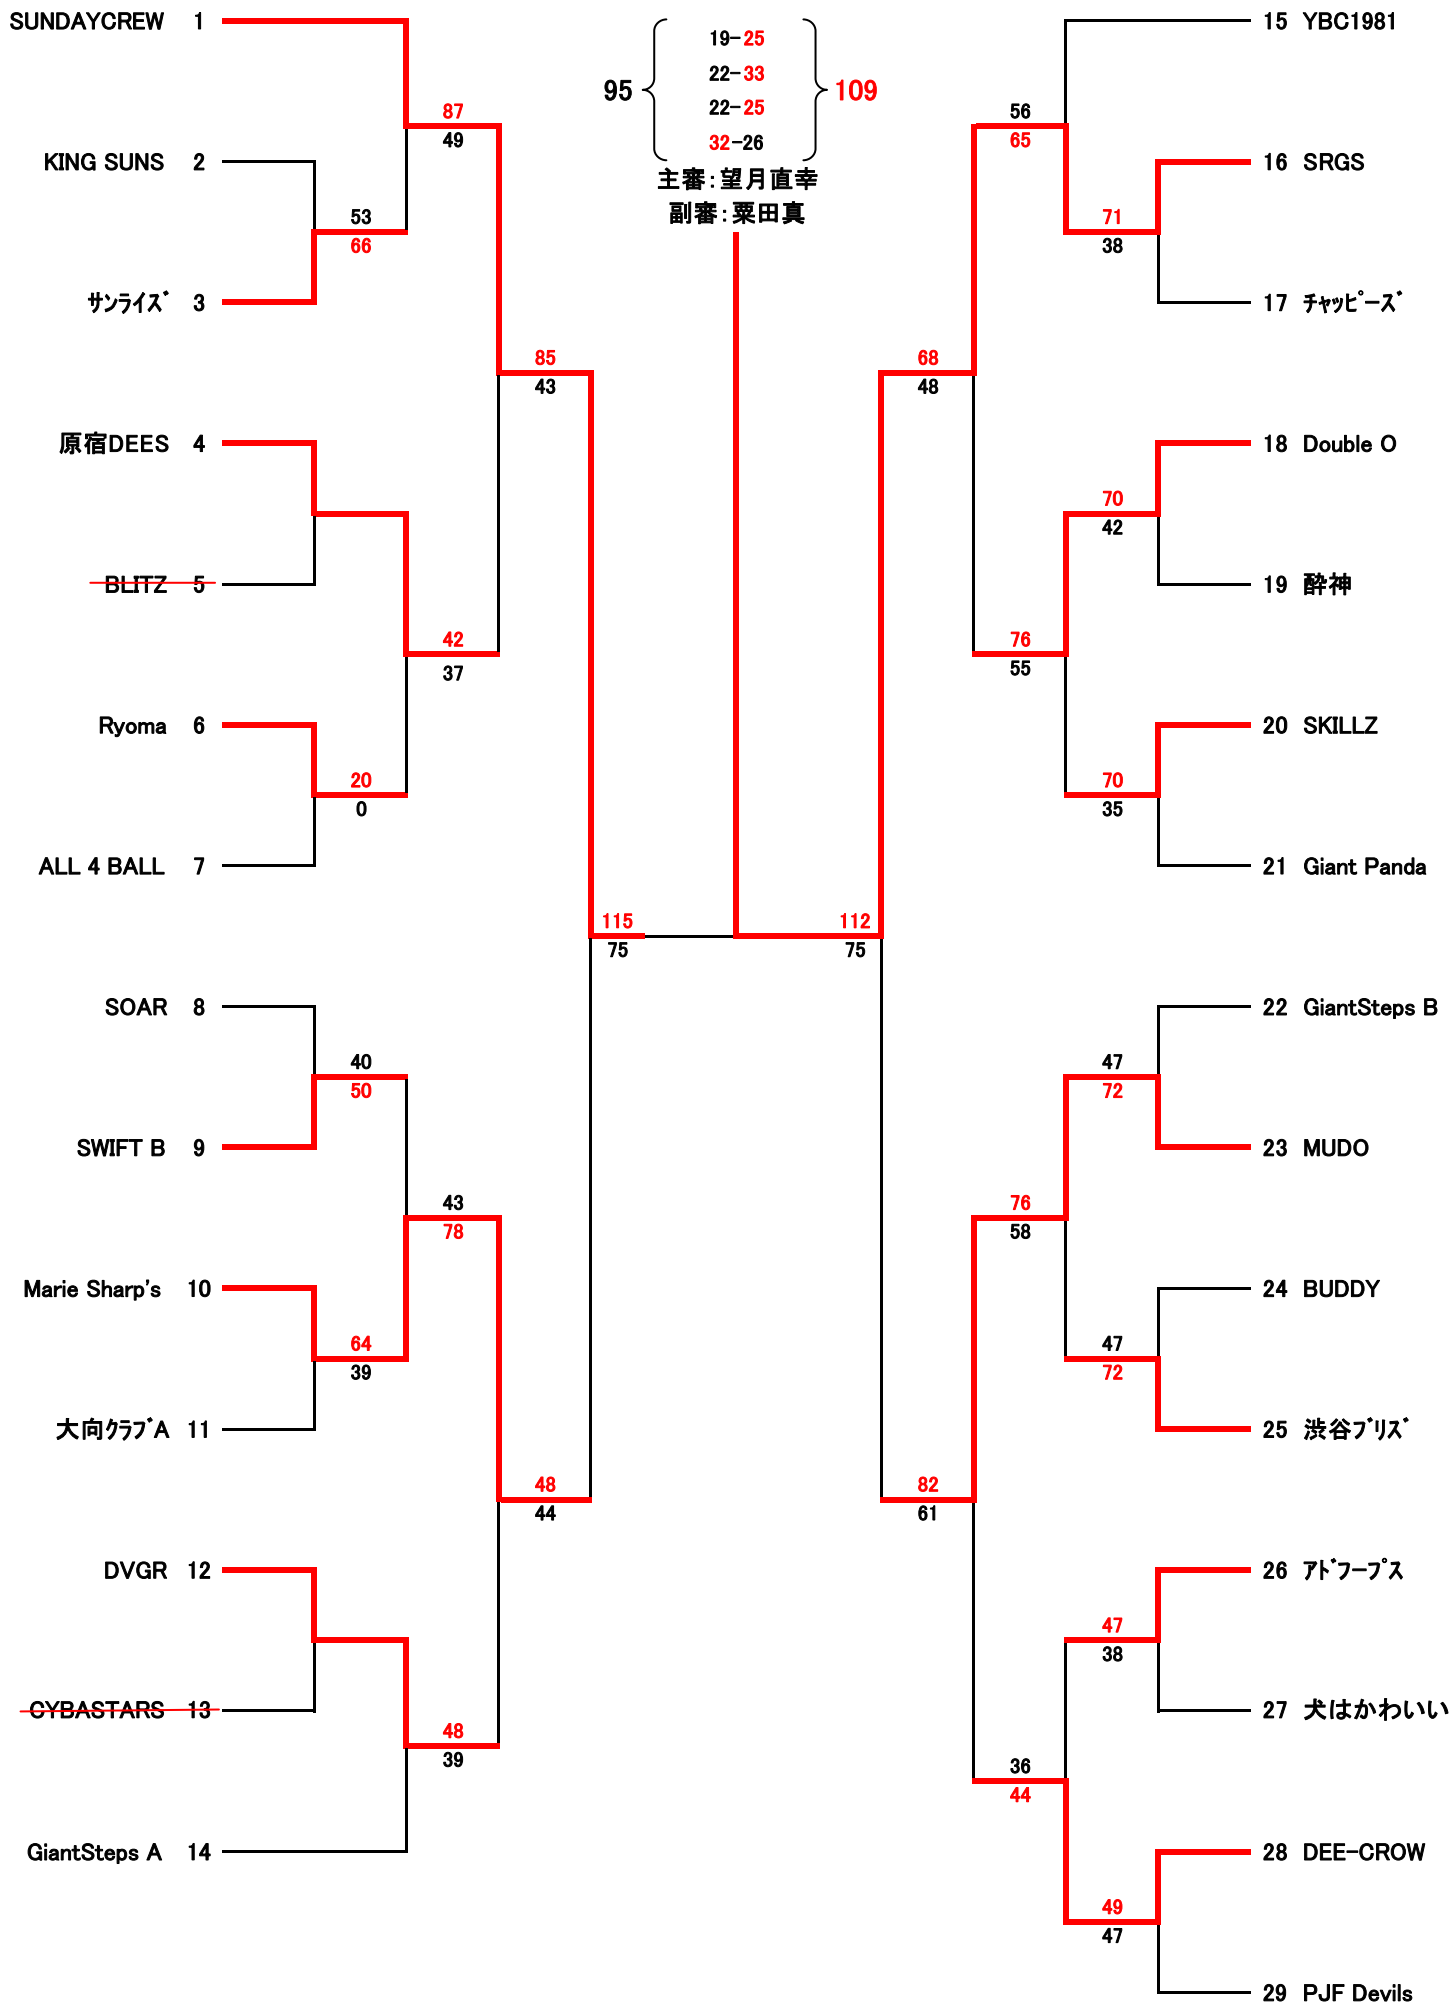 SUNDAYCREW 1
KING SUNS 2
サンライズ 3
原宿DEES 4
BLITZ 5
Ryoma 6
ALL 4 BALL 7
SOAR 8
SWIFT B 9
Marie Sharp's 10
大向クラブA 11
DVGR 12
CYBASTARS 13
GiantSteps A 14
53
66
20
0
40
50
64
39
87
49
42
37
43
78
48
39
85
43
48
44
115
75
19-25
22-33
95 22-25 109
32-26
主審:望月直幸
副審:粟田真
112
75
68
48
82
61
56
65
76
55
76
58
36
44
71
38
70
42
70
35
47
72
47
72
47
38
49
47
15 YBC1981
16 SRGS
17 チャッピーズ
18 Double O
19 酔神
20 SKILLZ
21 Giant Panda
22 GiantSteps B
23 MUDO
24 BUDDY
25 渋谷ブリズ
26 アドフープス
27 犬はかわいい
28 DEE-CROW
29 PJF Devils